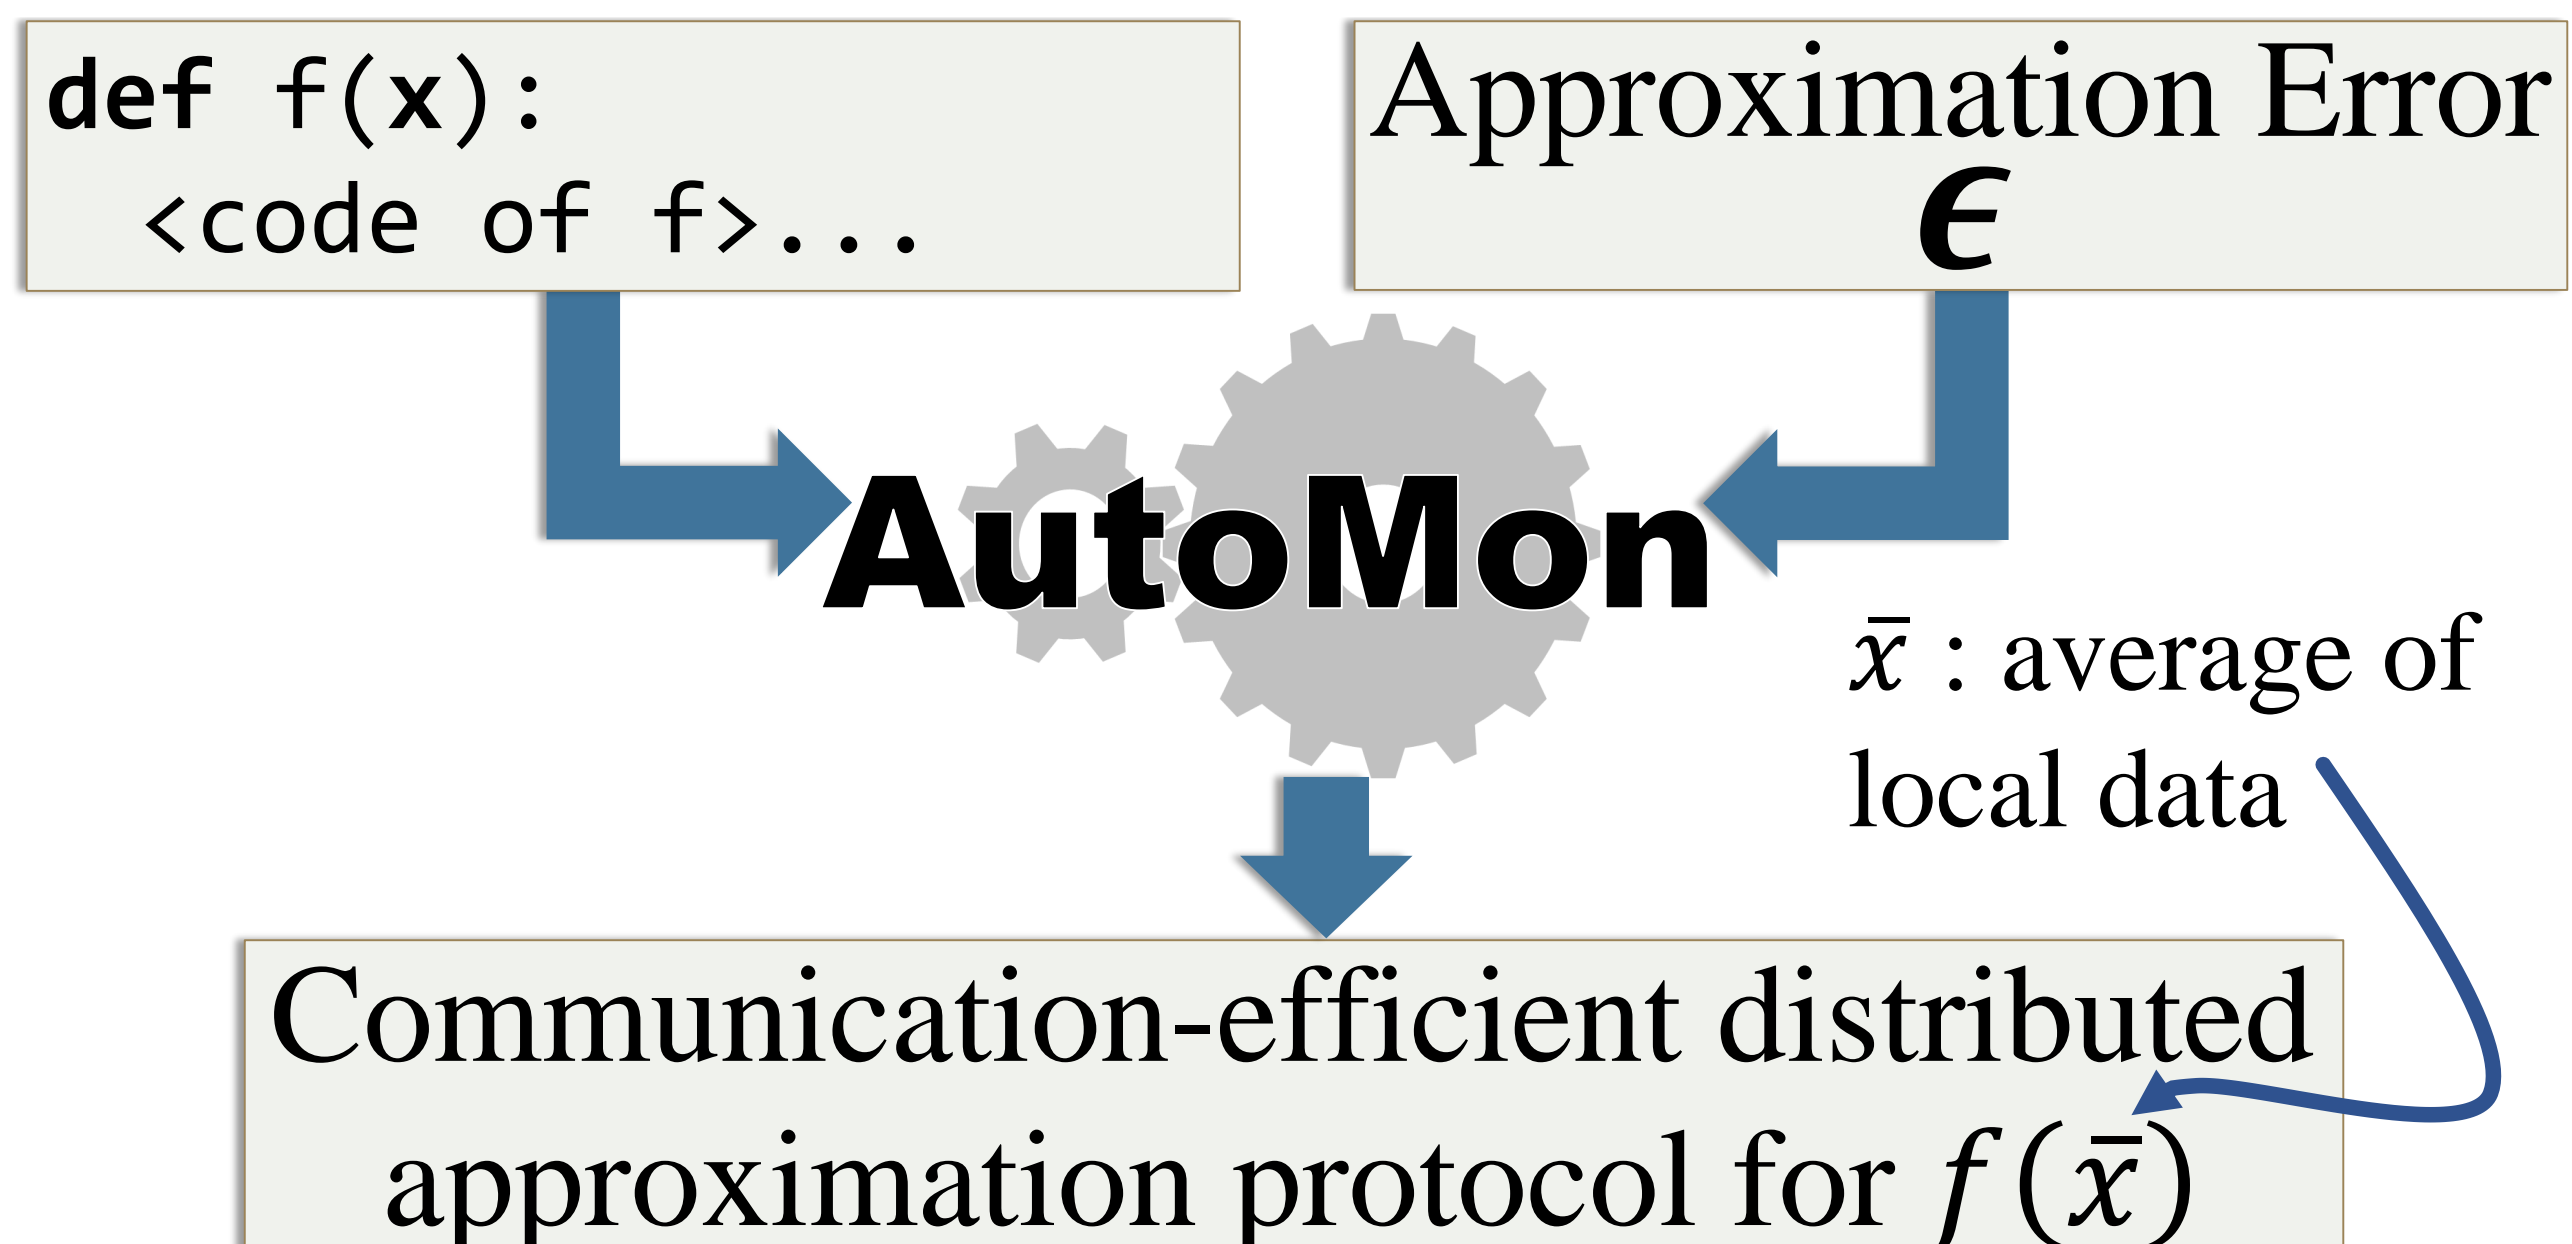 def f(x):
<code of f>...
Approximation Error
ϵ
AutoMon
x̄ : average of
local data
Communication-efficient distributed
approximation protocol for f(x̄)